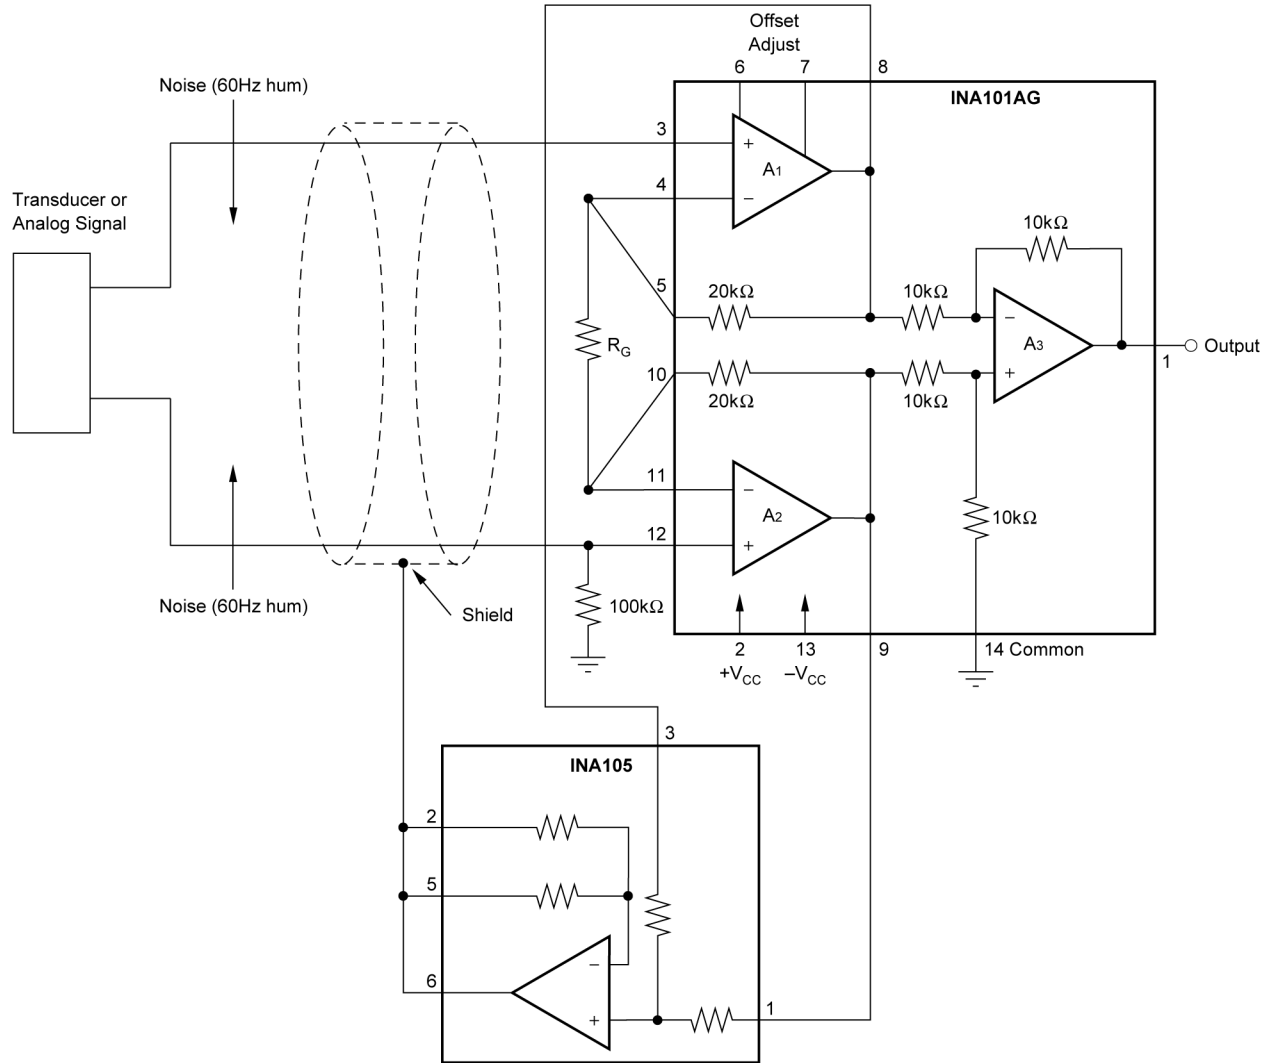 Offset
Adjust
6
7
8
Noise (60Hz hum)
INA101AG
3
+
A1
4
–
Transducer or
Analog Signal
10kΩ
5
20kΩ
10kΩ
–
A3
RG
Output
10
+
1
20kΩ
10kΩ
11
–
A2
10kΩ
12
+
Noise (60Hz hum)
Shield
100kΩ
2
13
9
14 Common
+VCC
–VCC
3
INA105
2
5
–
6
1
+